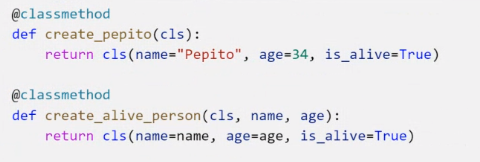 @classmethod
def create_pepito(cls):
    return cls(name="Pepito", age=34, is_alive=True)
@classmethod
def create_alive_person(cls, name, age):
    return cls(name=name, age=age, is_alive=True)